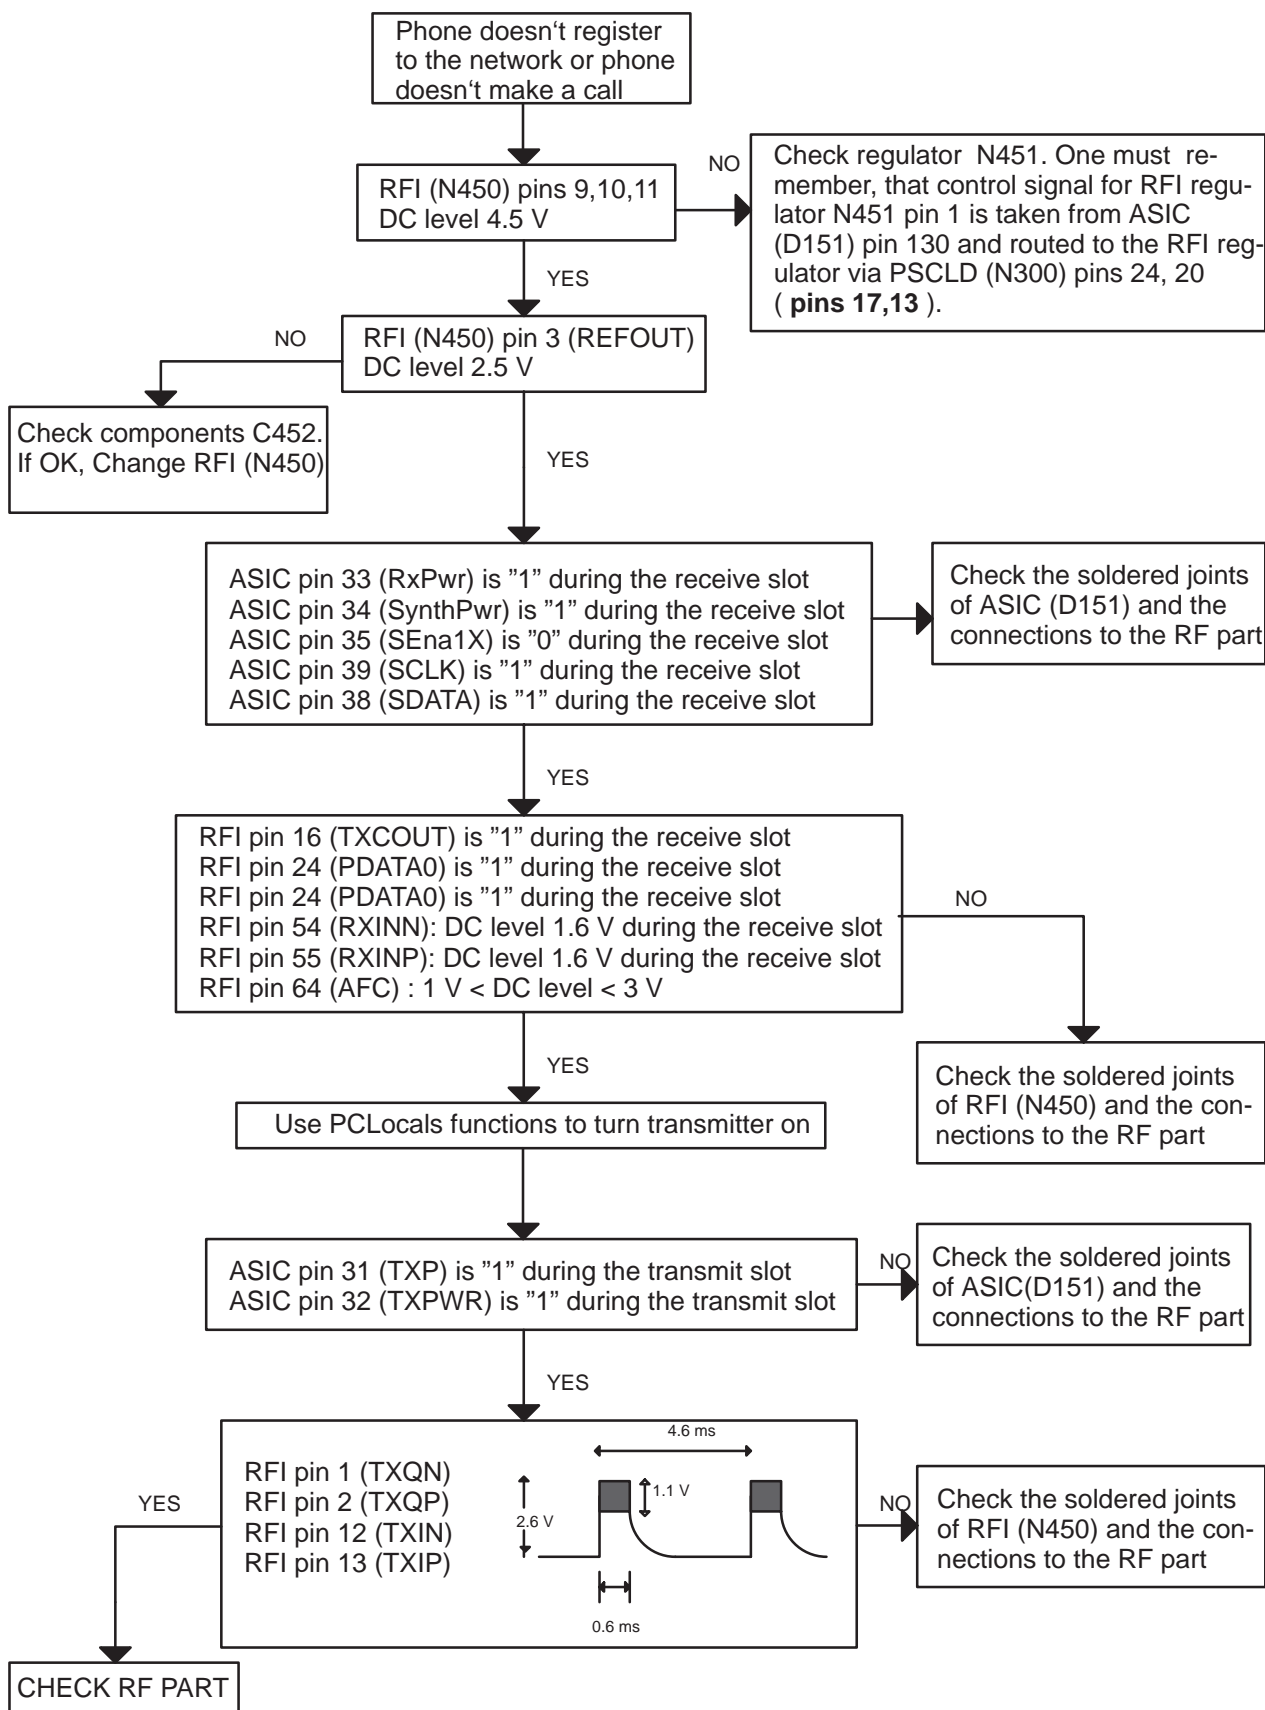 Phone doesn‘t register
to the network or phone
doesn‘t make a call
NO
RFI (N450) pins 9,10,11
DC level 4.5 V
Check regulator N451. One must re-
member, that control signal for RFI regu-
lator N451 pin 1 is taken from ASIC
(D151) pin 130 and routed to the RFI reg-
ulator via PSCLD (N300) pins 24, 20
( pins 17,13 ).
YES
NO
RFI (N450) pin 3 (REFOUT)
DC level 2.5 V
Check components C452.
If OK, Change RFI (N450)
YES
ASIC pin 33 (RxPwr) is ”1” during the receive slot
ASIC pin 34 (SynthPwr) is ”1” during the receive slot
ASIC pin 35 (SEna1X) is ”0” during the receive slot
ASIC pin 39 (SCLK) is ”1” during the receive slot
ASIC pin 38 (SDATA) is ”1” during the receive slot
Check the soldered joints
of ASIC (D151) and the
connections to the RF part
YES
RFI pin 16 (TXCOUT) is ”1” during the receive slot
RFI pin 24 (PDATA0) is ”1” during the receive slot
RFI pin 24 (PDATA0) is ”1” during the receive slot
RFI pin 54 (RXINN): DC level 1.6 V during the receive slot
RFI pin 55 (RXINP): DC level 1.6 V during the receive slot
RFI pin 64 (AFC) : 1 V < DC level < 3 V
NO
YES
Check the soldered joints
of RFI (N450) and the con-
nections to the RF part
Use PCLocals functions to turn transmitter on
ASIC pin 31 (TXP) is ”1” during the transmit slot
ASIC pin 32 (TXPWR) is ”1” during the transmit slot
NO
Check the soldered joints
of ASIC(D151) and the
connections to the RF part
YES
RFI pin 1 (TXQN)
RFI pin 2 (TXQP)
RFI pin 12 (TXIN)
RFI pin 13 (TXIP)
4.6 ms
1.1 V
2.6 V
0.6 ms
YES
NO
Check the soldered joints
of RFI (N450) and the con-
nections to the RF part
CHECK RF PART